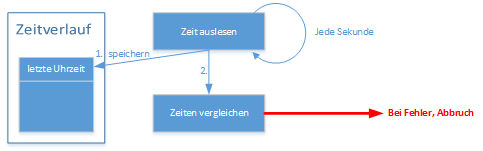 Zeitverlauf
letzte Uhrzeit
1. speichern
Zeit auslesen
Jede Sekunde
2.
Zeiten vergleichen
Bei Fehler, Abbruch